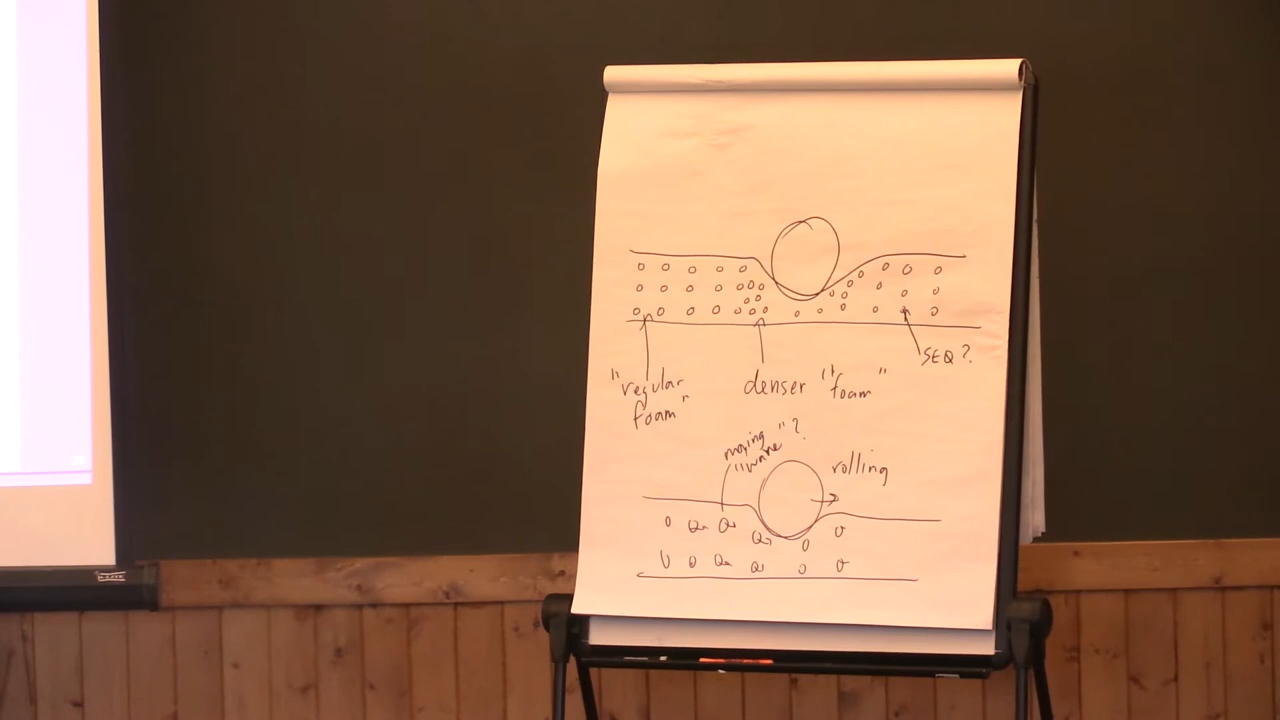 SEQ?
"regular
foam"
denser "foam"
moving "?
"wave
rolling